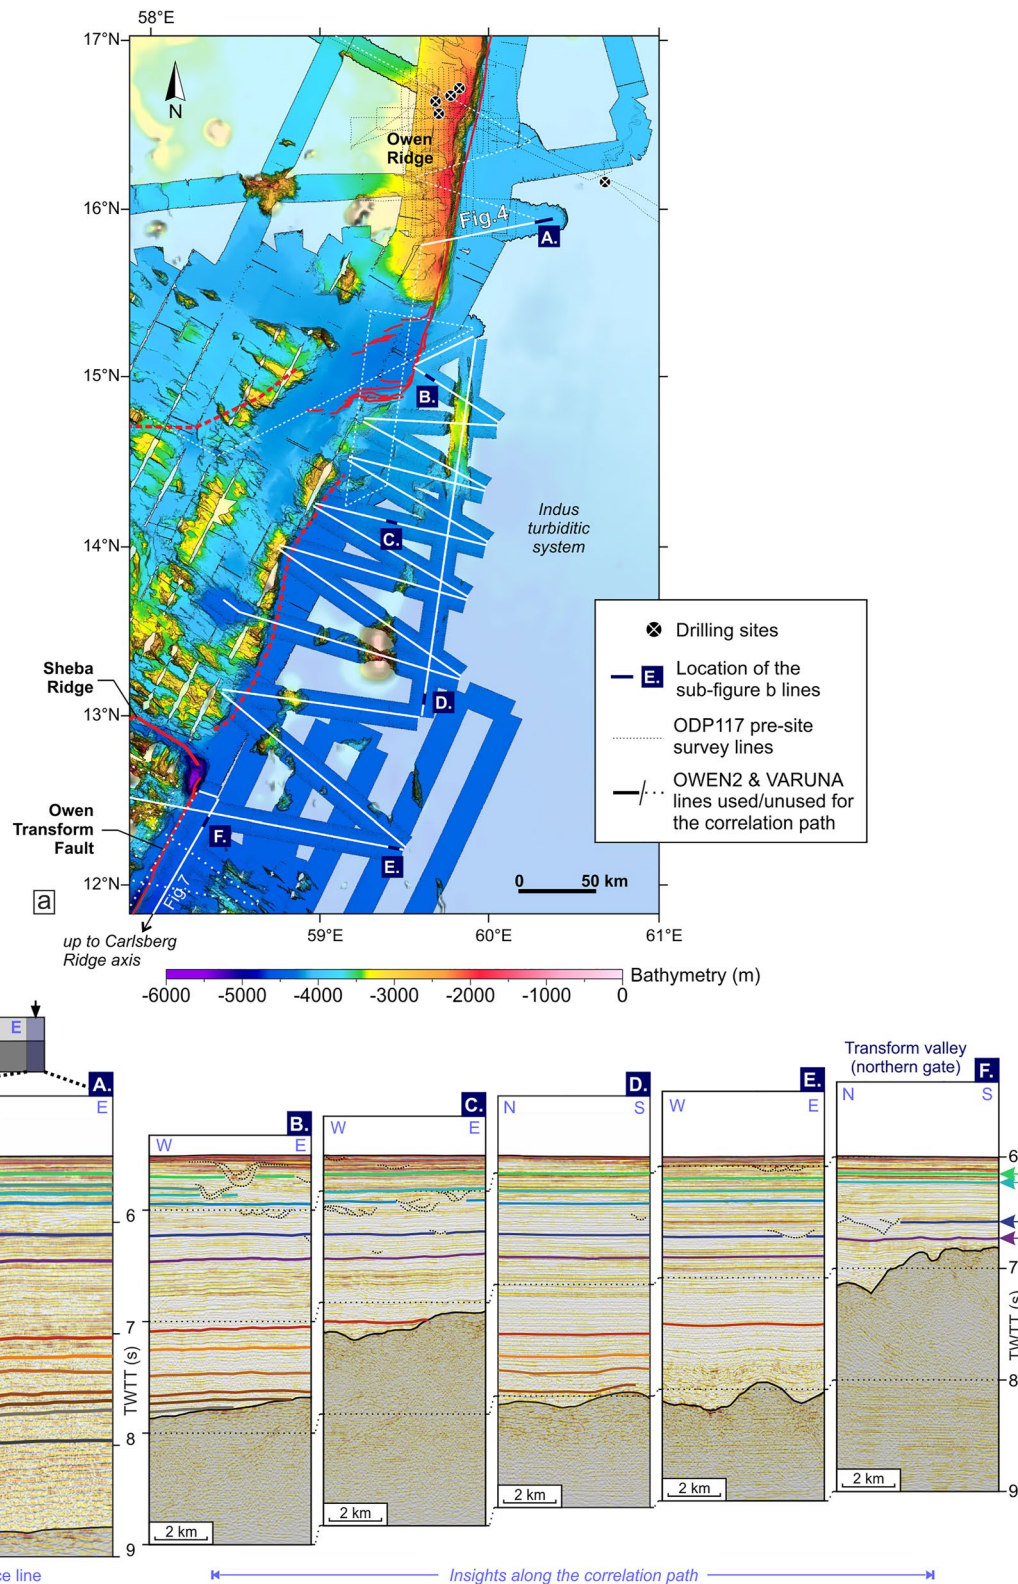 58°E
17°N
N
Owen
Ridge
16°N
Fig.4
A.
15°N
B.
Indus
turbiditic
system
14°N
C.
Drilling sites
E.
Location of the
sub-figure b lines
ODP117 pre-site
survey lines
OWEN2 & VARUNA
lines used/unused for
the correlation path
Sheba
Ridge
D.
13°N
Owen
Transform
Fault
F.
E.
12°N
Fig.7
0 50 km
a
59°E
60°E
61°E
up to Carlsberg
Ridge axis
Bathymetry (m)
-6000 -5000 -4000 -3000 -2000 -1000 0
E
A.
E
B.
W E
C.
W E
D.
N S
E.
W E
Transform valley
(northern gate)
F.
N S
6
7
8
9
TWTT (s)
6
7
8
9
TWTT (s)
2 km
2 km
2 km
2 km
2 km
ce line
Insights along the correlation path